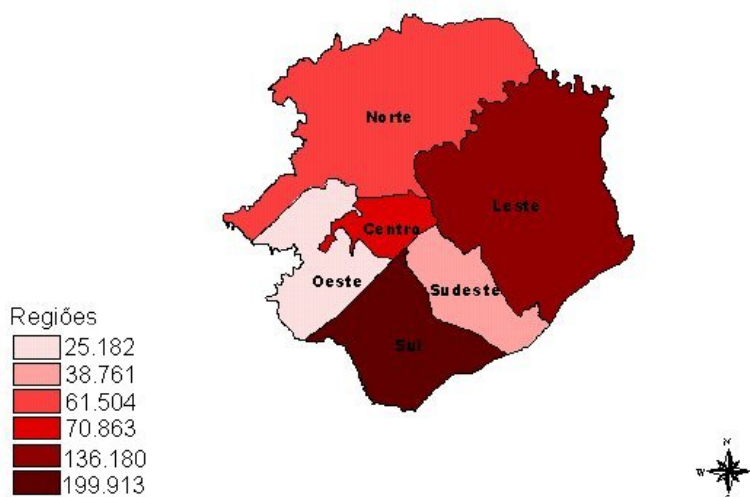 Norte
Leste
Centro
Oeste
Sudeste
Sul
Regiões
25.182
38.761
61.504
70.863
136.180
199.913
N
W